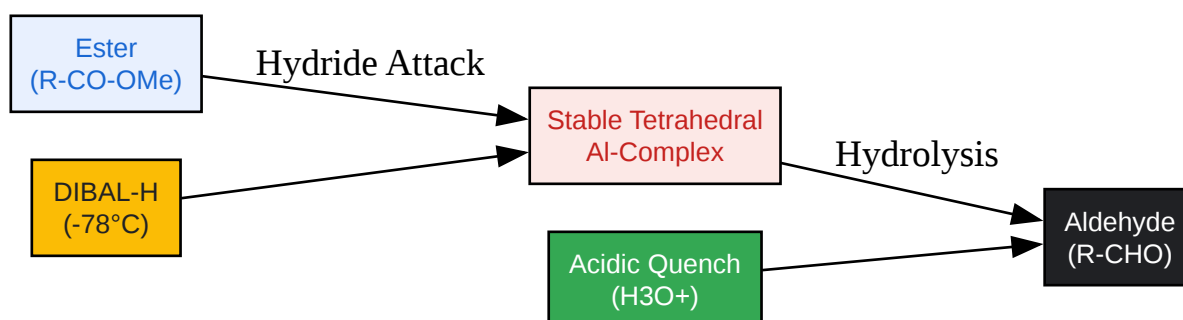 Ester
(R-CO-OMe)
Hydride Attack
DIBAL-H
(-78°C)
Stable Tetrahedral
Al-Complex
Hydrolysis
Acidic Quench
(H3O+)
Aldehyde
(R-CHO)